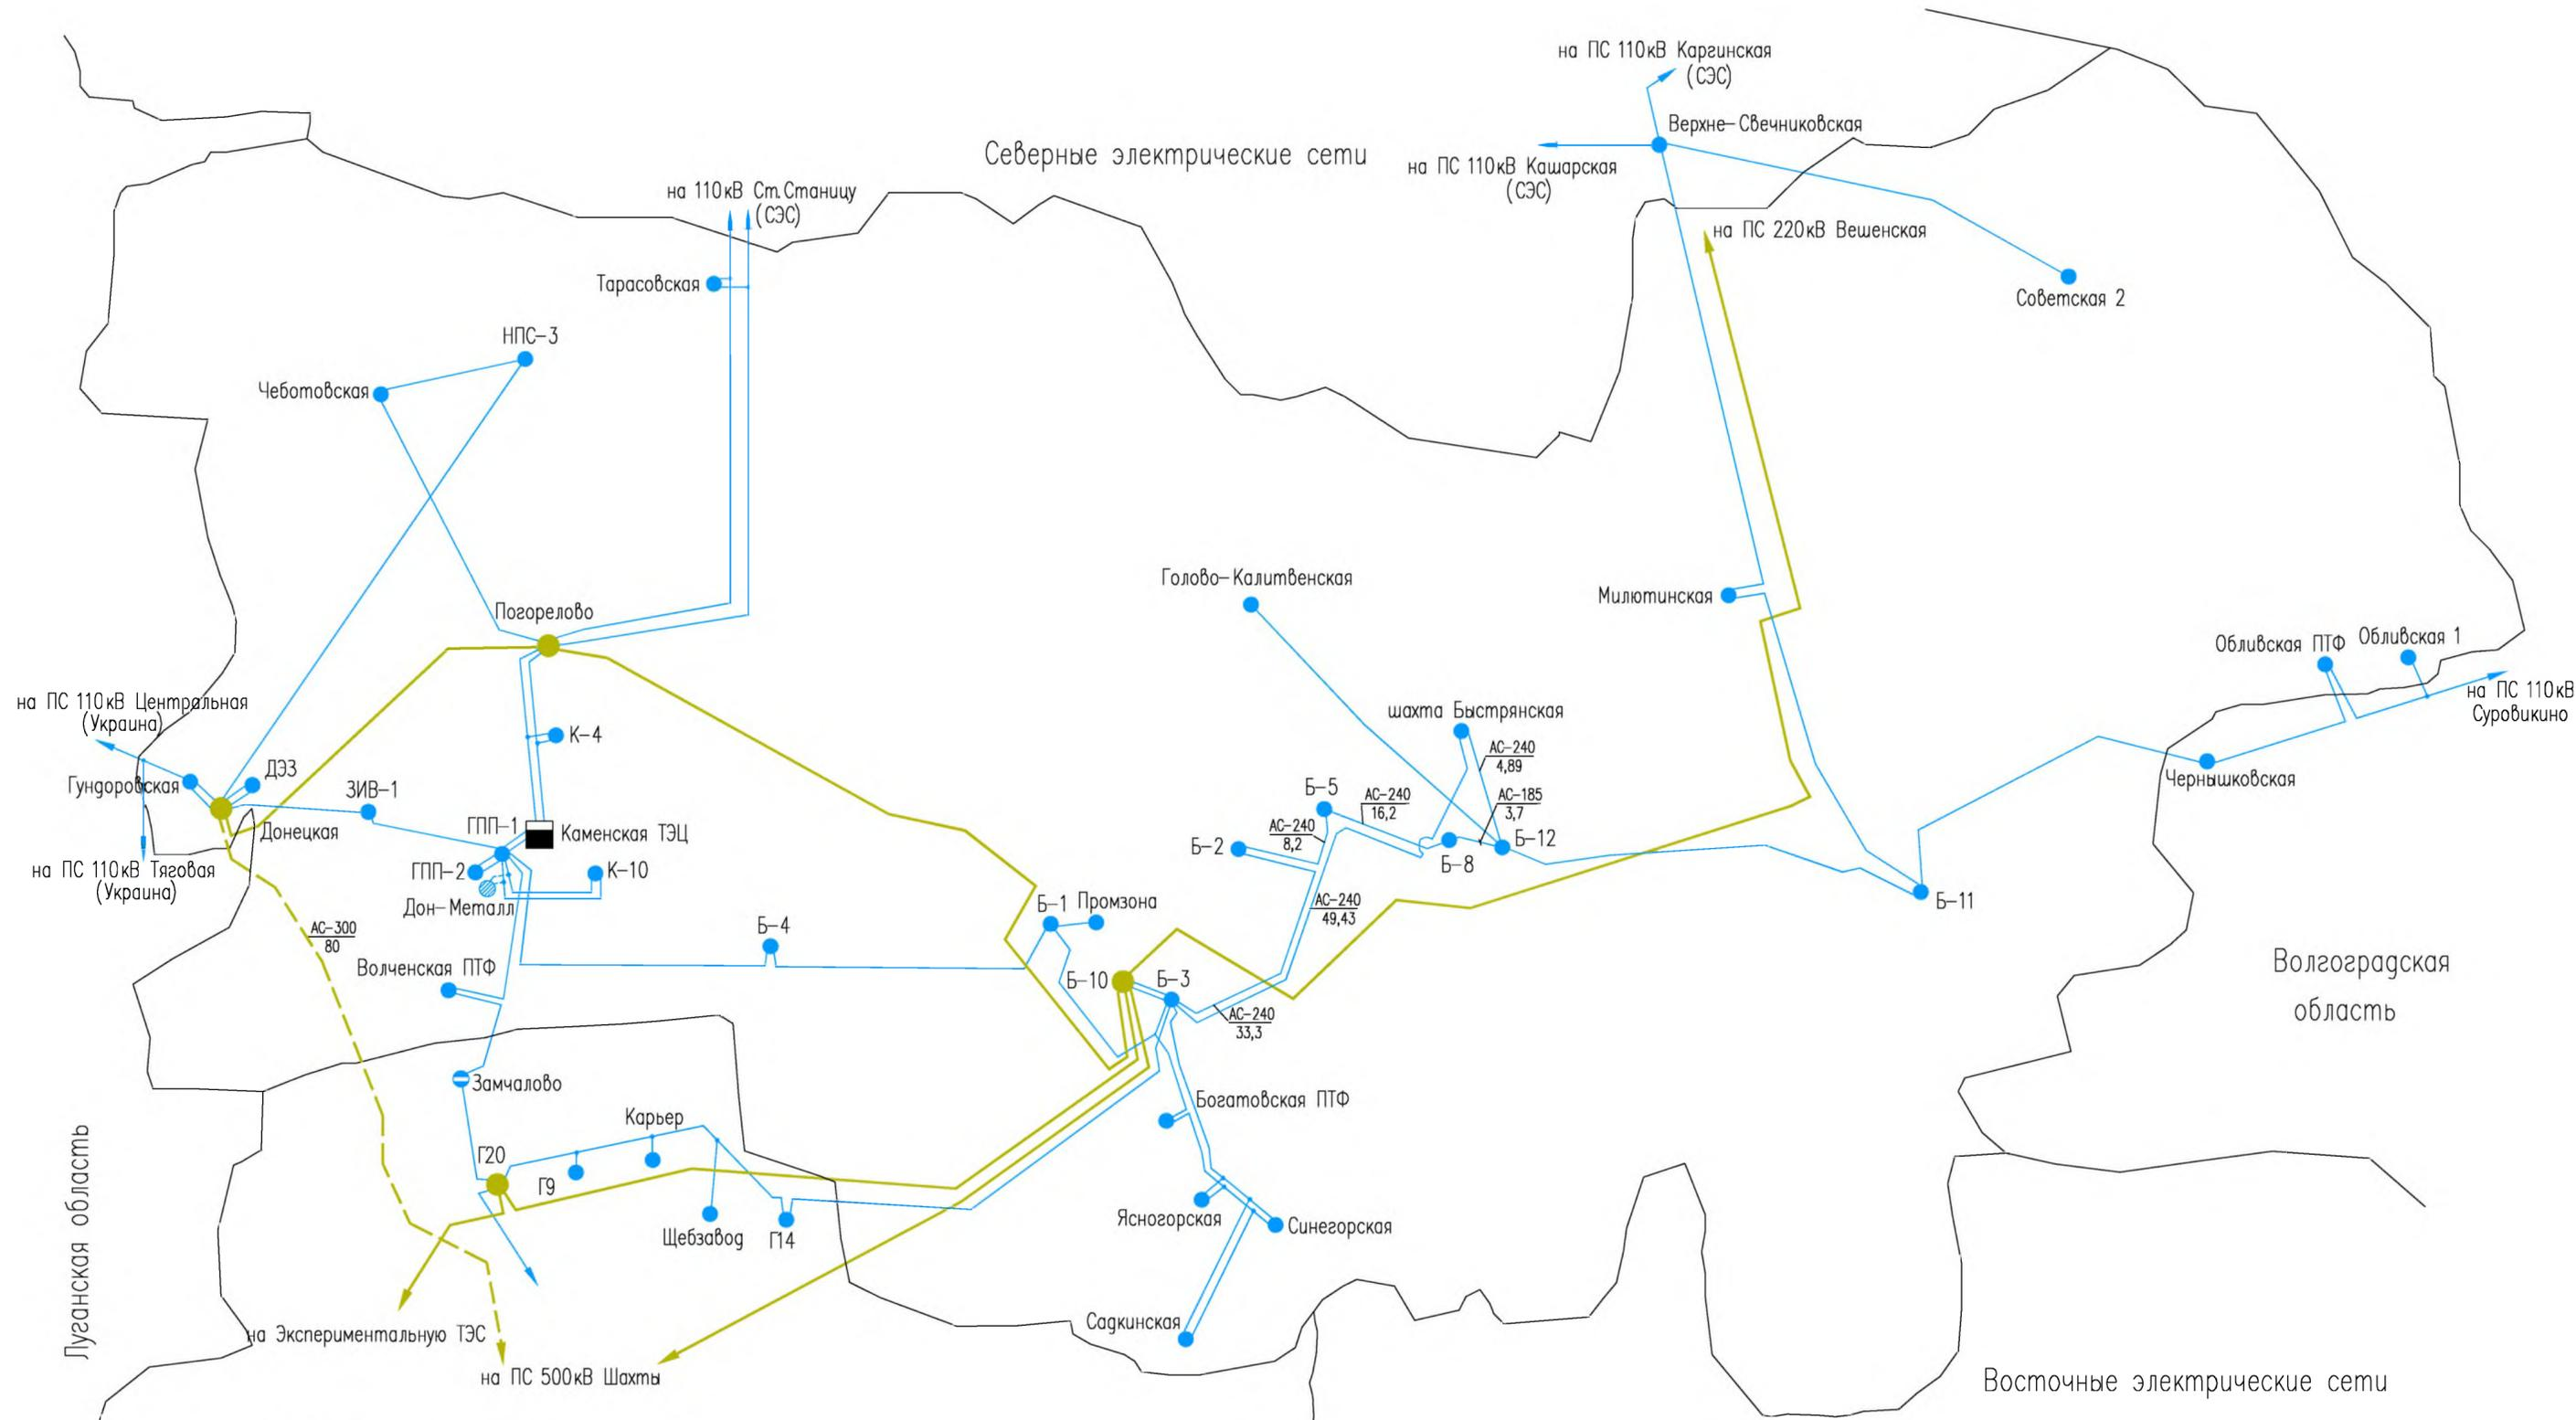 на ПС 110кВ Каргинская
(СЭС)
Верхне-Свечниковская
Северные электрические сети
на ПС 110кВ Кашарская
(СЭС)
на 110кВ Ст.Станицу
(СЭС)
на ПС 220кВ Вешенская
Тарасовская
Советская 2
НПС-3
Чеботовская
Голово-Калитвенская
Милютинская
Погорелово
Обливская ПТФ
Обливская 1
на ПС 110кВ
Суровикино
на ПС 110кВ Центральная
(Украина)
шахта Быстрянская
К-4
АС-240
4,89
Гундоровская
ДЭЗ
ЗИВ-1
Чернышковская
Б-5
АС-240
16,2
АС-185
3,7
Донецкая
ГПП-1
Каменская ТЭЦ
АС-240
8,2
Б-2
Б-12
Б-8
на ПС 110кВ Тяговая
(Украина)
ГПП-2
К-10
Дон-Металл
Б-1
Промзона
АС-240
49,43
Б-11
АС-300
80
Б-4
Волченская ПТФ
Б-10
Б-3
Волгоградская
область
АС-240
33,3
Замчалово
Богатовская ПТФ
Карьер
Г20
Г9
Луганская область
Щебзавод
Г14
Ясногорская
Синегорская
Садкинская
на Экспериментальную ТЭС
на ПС 500кВ Шахты
Восточные электрические сети